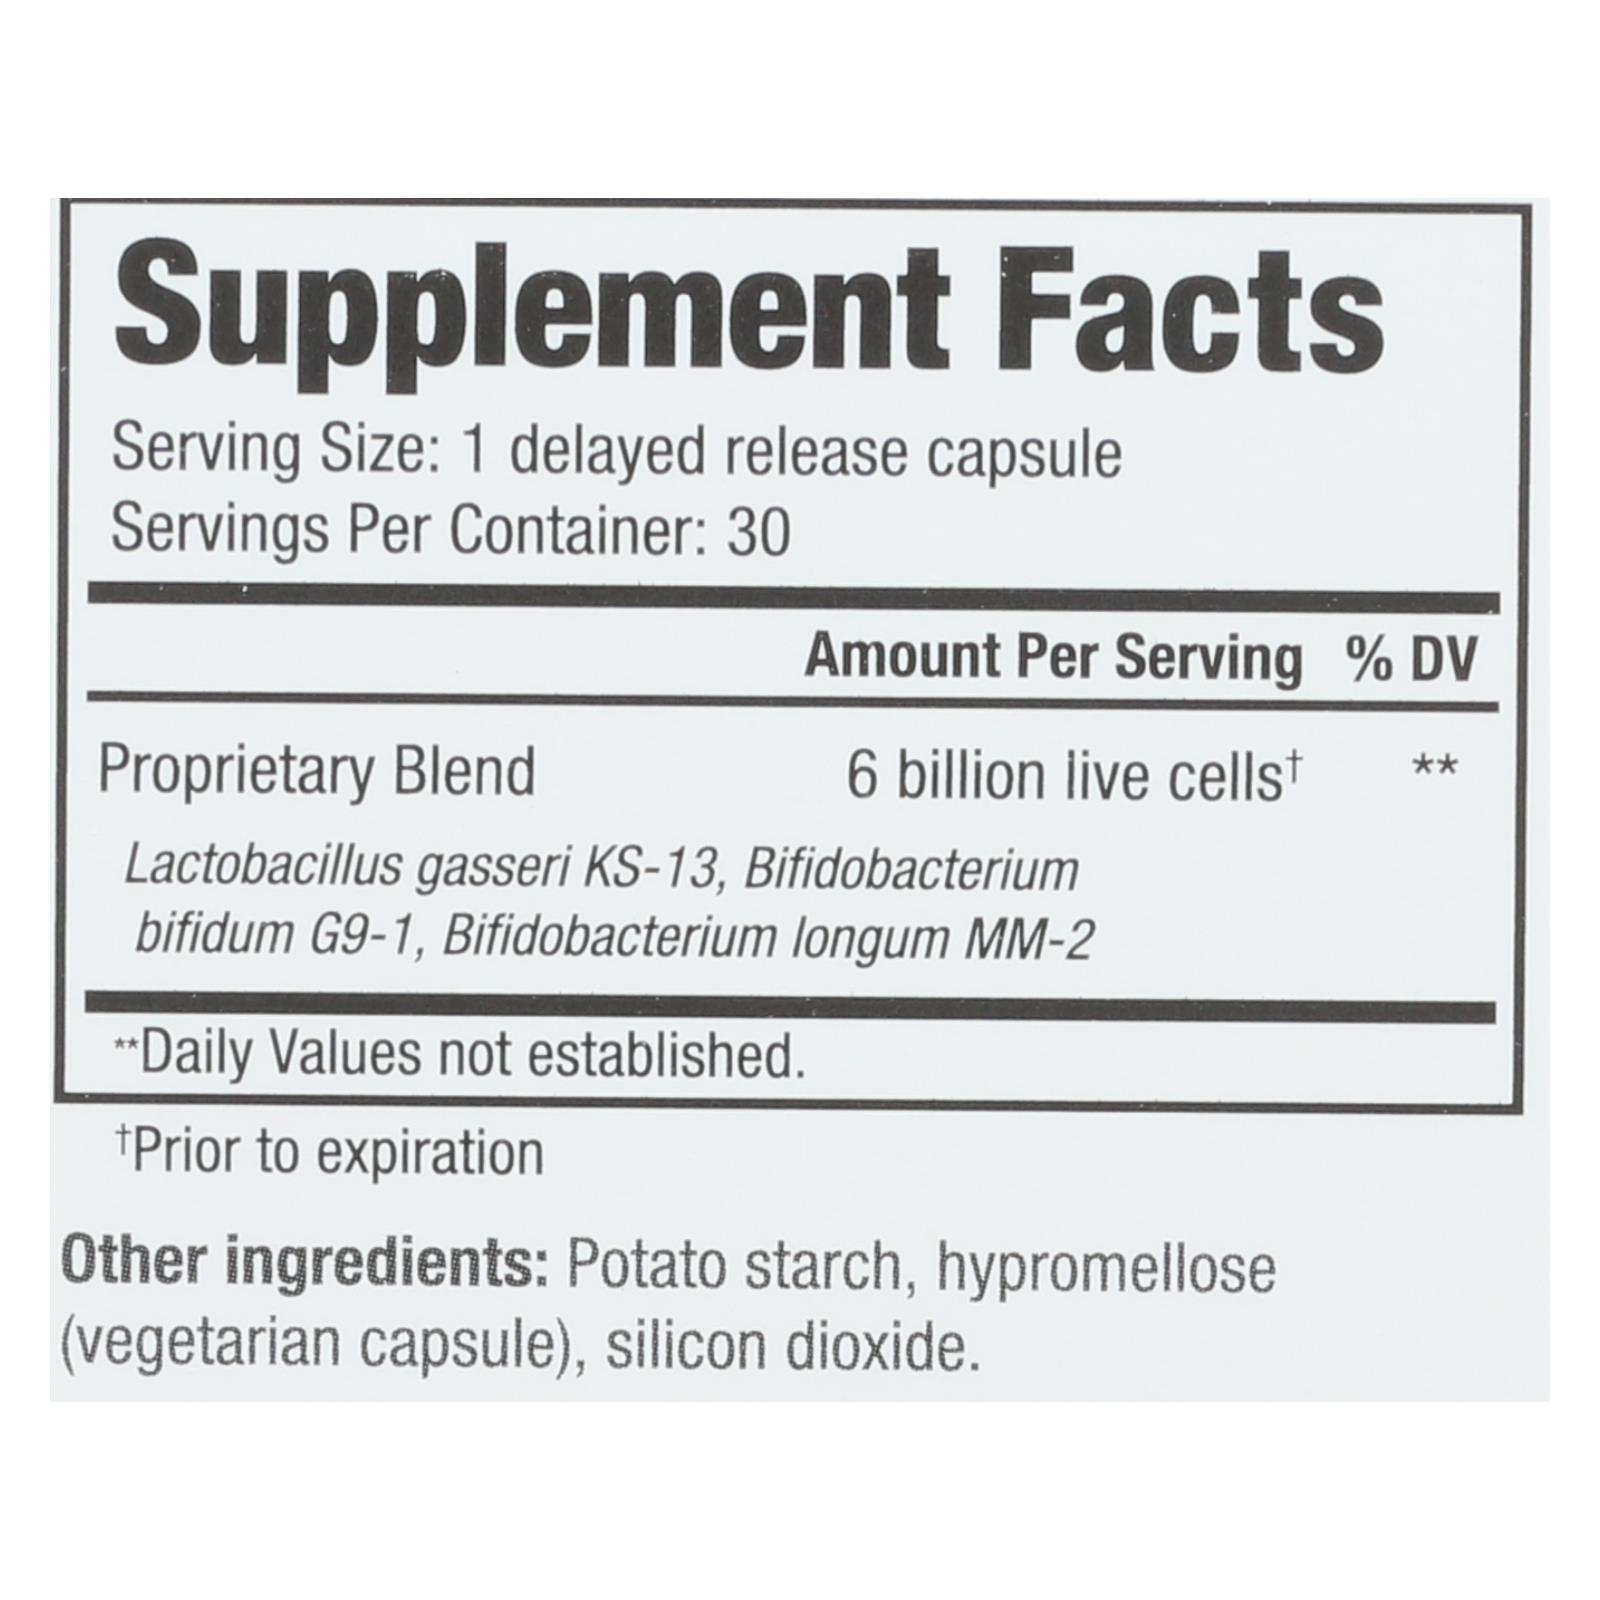 Supplement Facts
Serving Size: 1 delayed release capsule
Servings Per Container: 30
Amount Per Serving % DV
Proprietary Blend 6 billion live cells† **
Lactobacillus gasseri KS-13, Bifidobacterium
bifidum G9-1, Bifidobacterium longum MM-2
**Daily Values not established.
†Prior to expiration
Other ingredients: Potato starch, hypromellose
(vegetarian capsule), silicon dioxide.